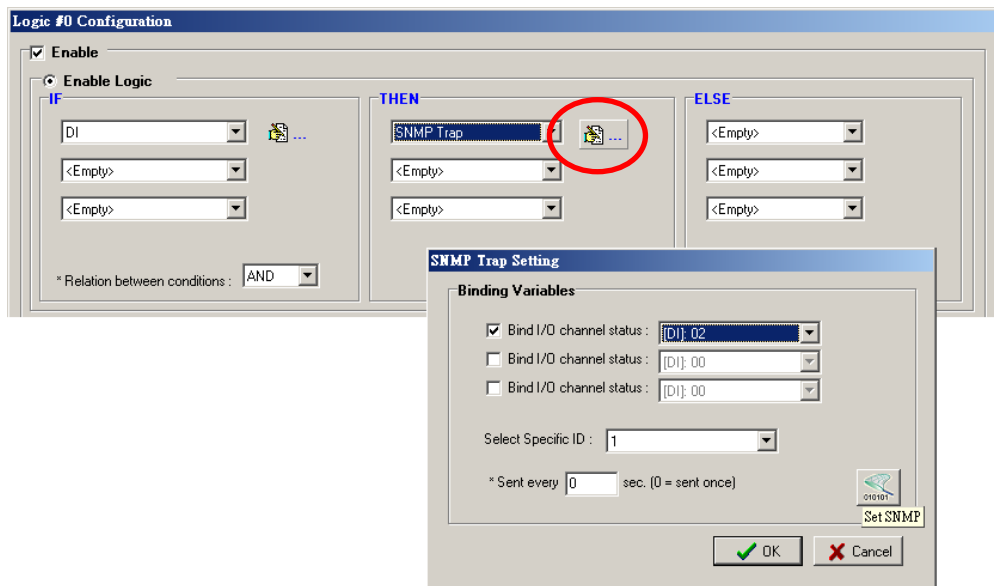 Logic #0 Configuration
Enable
Enable Logic
IF THEN ELSE
DI ... SNMP Trap ... <Empty>
<Empty> <Empty> <Empty>
<Empty> <Empty> <Empty>
* Relation between conditions : AND
SNMP Trap Setting
Binding Variables
Bind I/O channel status : [DI]: 02
Bind I/O channel status : [DI]: 00
Bind I/O channel status : [DI]: 00
Select Specific ID : 1
* Sent every 0 sec. (0 = sent once)
010101
Set SNMP
OK Cancel